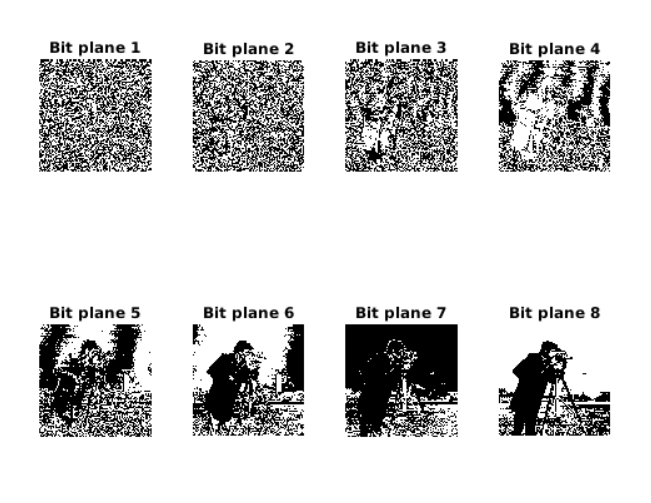 Bit plane 1
Bit plane 2
Bit plane 3
Bit plane 4
Bit plane 5
Bit plane 6
Bit plane 7
Bit plane 8